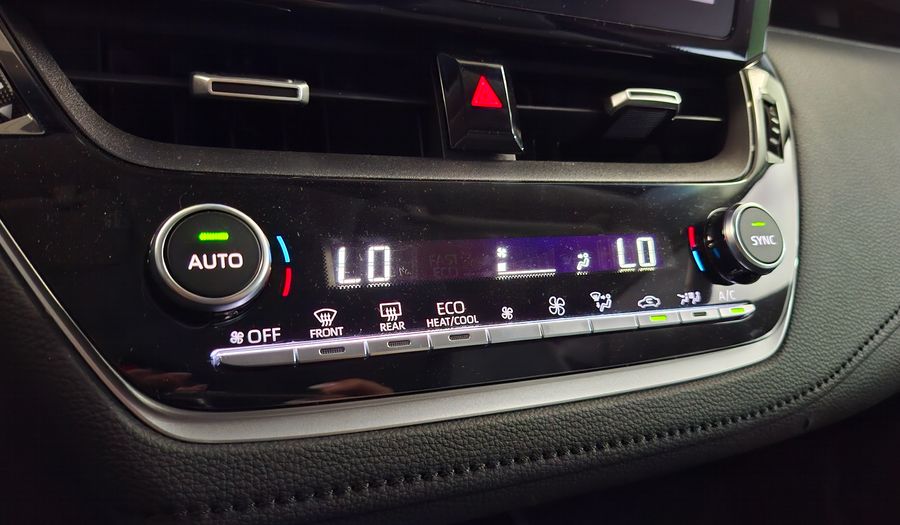 AUTO
LO
LO
SYNC
OFF
FRONT
REAR
ECO
HEAT/COOL
A/C